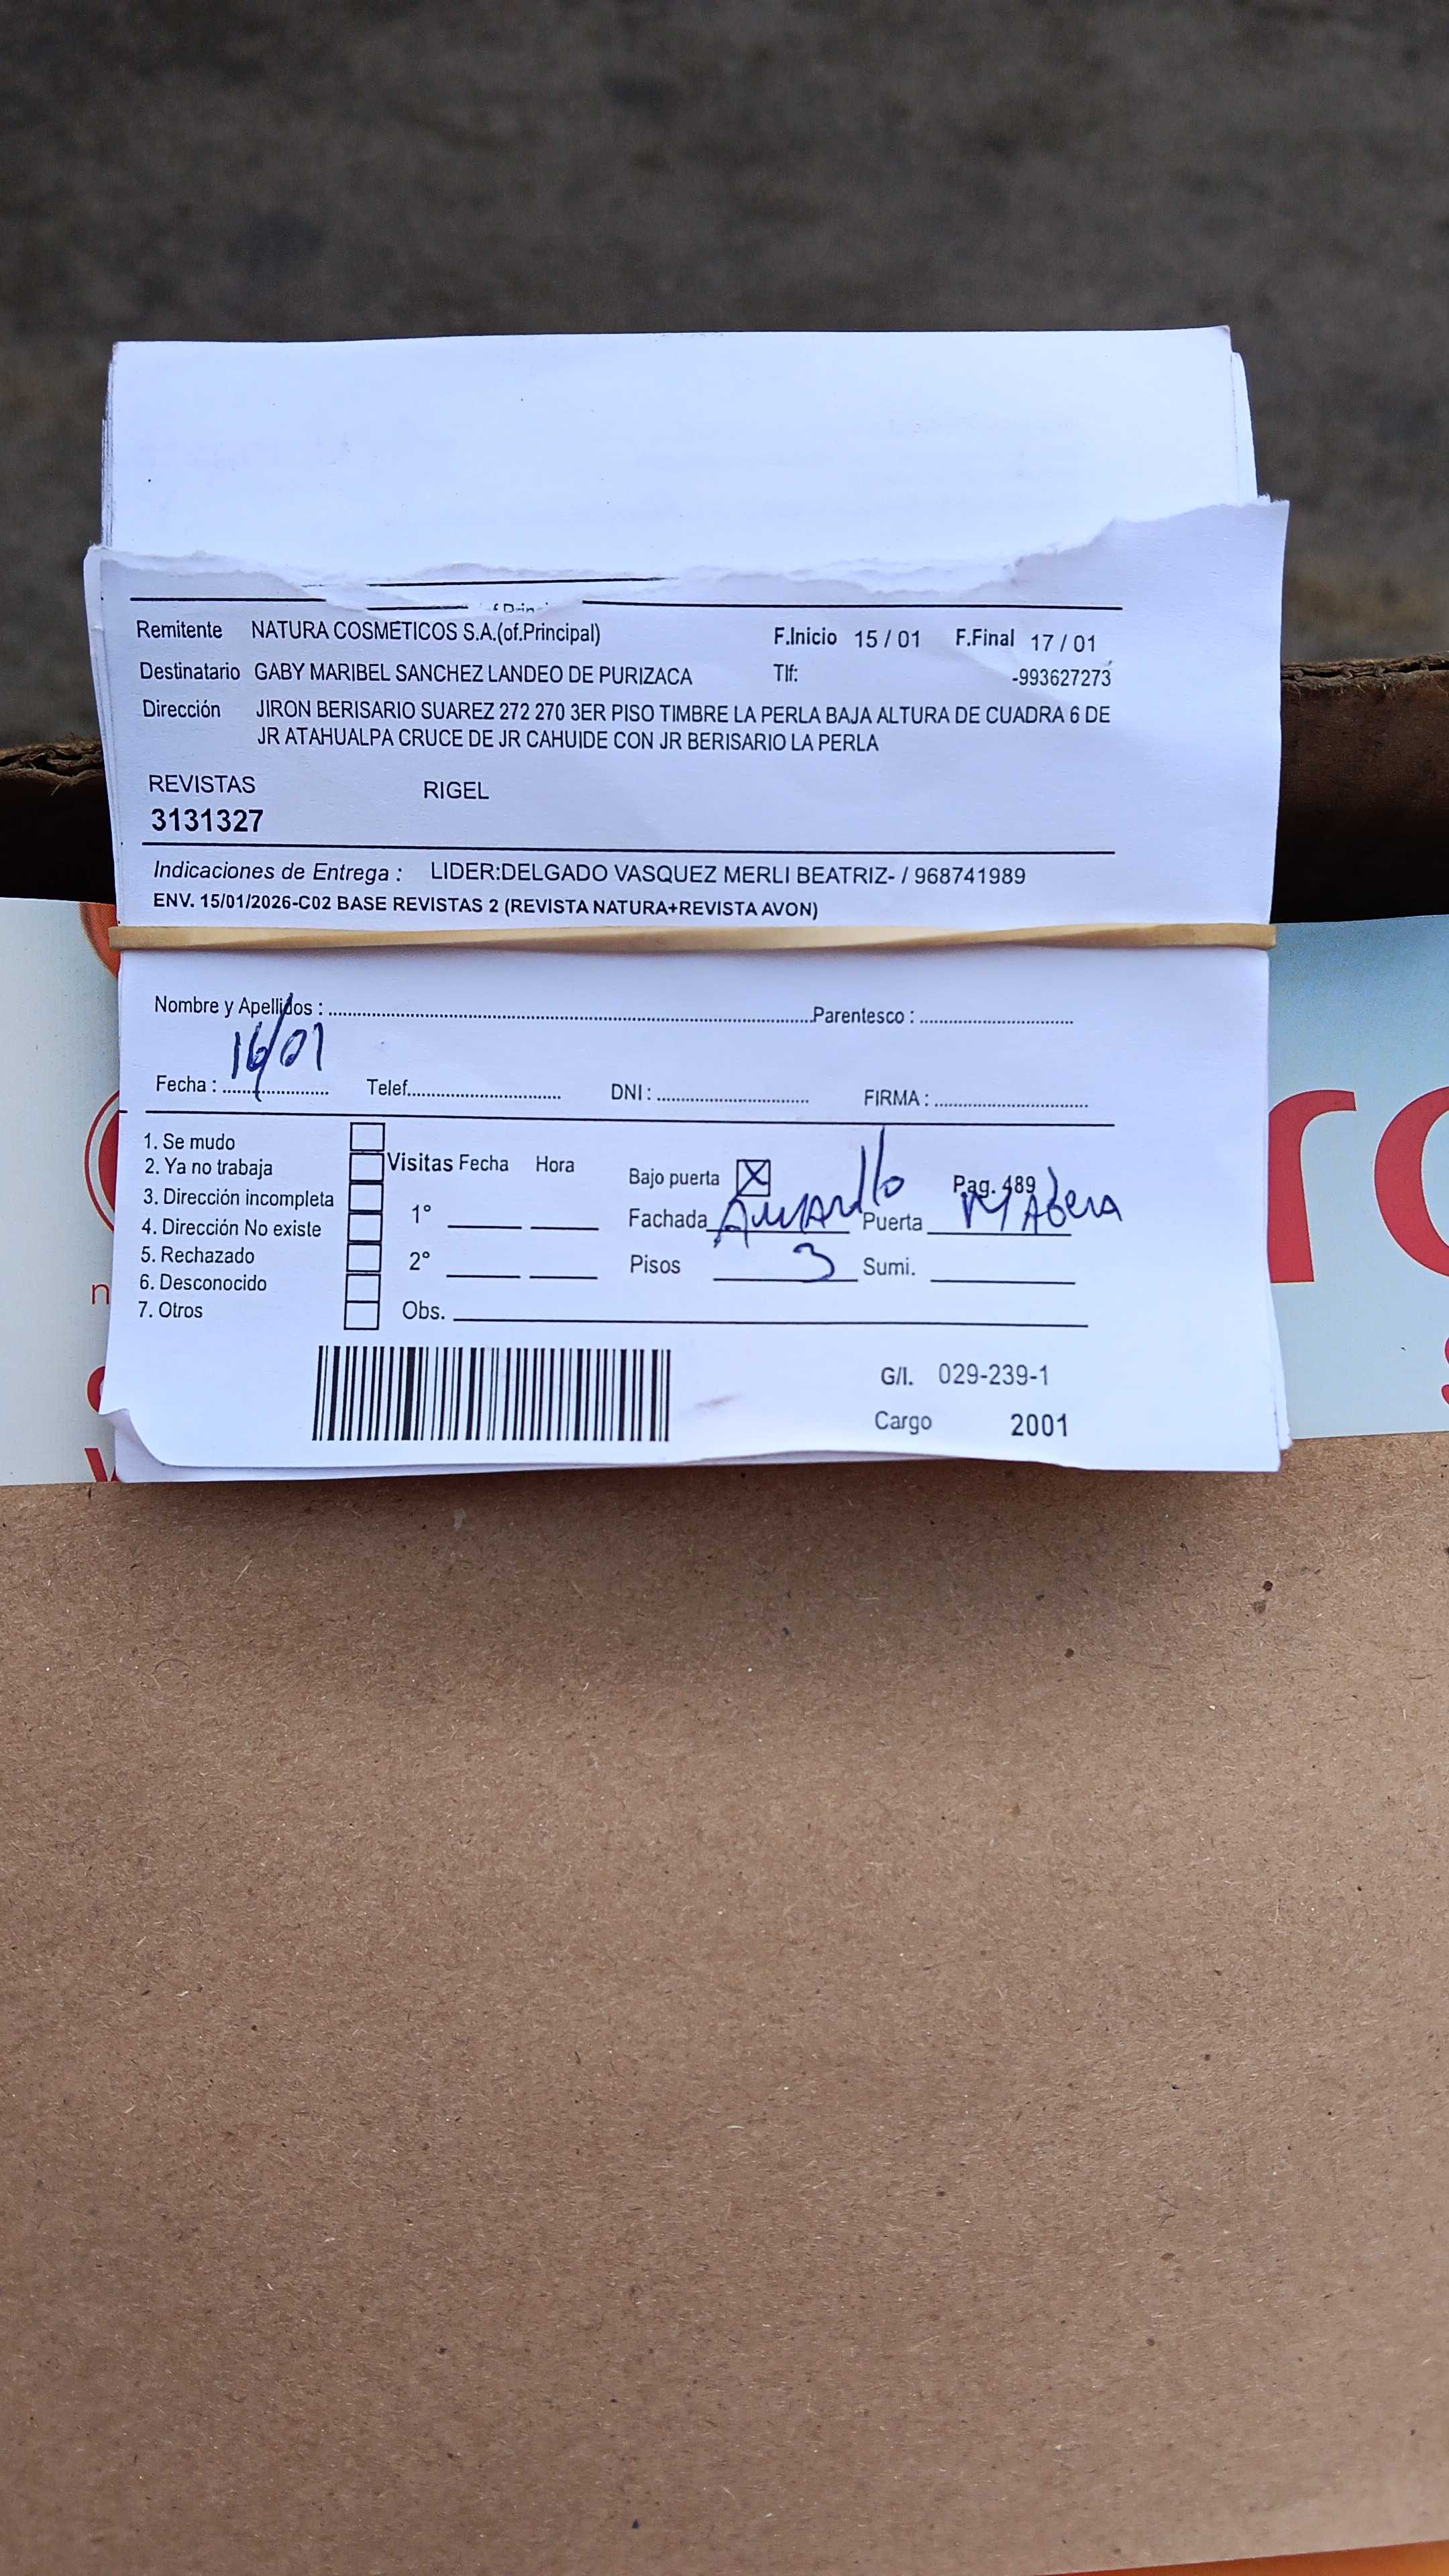 Remitente NATURA COSMETICOS S.A.(of.Principal) F.Inicio 15 / 01 F.Final 17 / 01
Destinatario GABY MARIBEL SANCHEZ LANDEO DE PURIZACA Tlf: -993627273
Dirección JIRON BERISARIO SUAREZ 272 270 3ER PISO TIMBRE LA PERLA BAJA ALTURA DE CUADRA 6 DE
JR ATAHUALPA CRUCE DE JR CAHUIDE CON JR BERISARIO LA PERLA
REVISTAS RIGEL
3131327
Indicaciones de Entrega : LIDER:DELGADO VASQUEZ MERLI BEATRIZ- / 968741989
ENV. 15/01/2026-C02 BASE REVISTAS 2 (REVISTA NATURA+REVISTA AVON)
Nombre y Apellidos : Parentesco :
Fecha : 16/01 Telef. DNI : FIRMA :
1. Se mudo
2. Ya no trabaja
3. Dirección incompleta
4. Dirección No existe
5. Rechazado
6. Desconocido
7. Otros
Visitas Fecha Hora
1°
2°
Obs.
Bajo puerta X Pag. 489
Fachada Amarillo Puerta MAdera
Pisos 3 Sumi.
G/I. 029-239-1
Cargo 2001